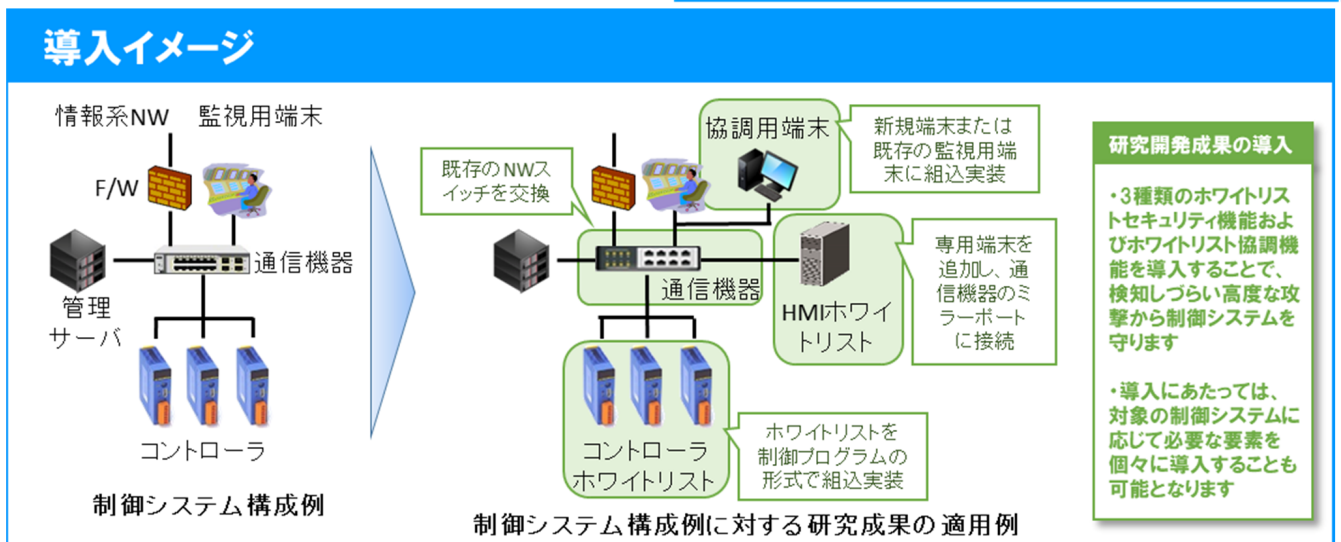 導入イメージ
情報系NW
監視用端末
F/W
通信機器
管理
サーバ
コントローラ
制御システム構成例
既存のNWス
イッチを交換
協調用端末
新規端末または
既存の監視用端
末に組込実装
通信機器
HMIホワイ
トリスト
専用端末を
追加し、通
信機器のミ
ラーポート
に接続
コントローラ
ホワイトリスト
ホワイトリストを
制御プログラムの
形式で組込実装
制御システム構成例に対する研究成果の適用例
研究開発成果の導入
・3種類のホワイトリス
トセキュリティ機能およ
びホワイトリスト協調機
能を導入することで、
検知しづらい高度な攻
撃から制御システムを
守ります
・導入にあたっては、
対象の制御システムに
応じて必要な要素を
個々に導入することも
可能となります